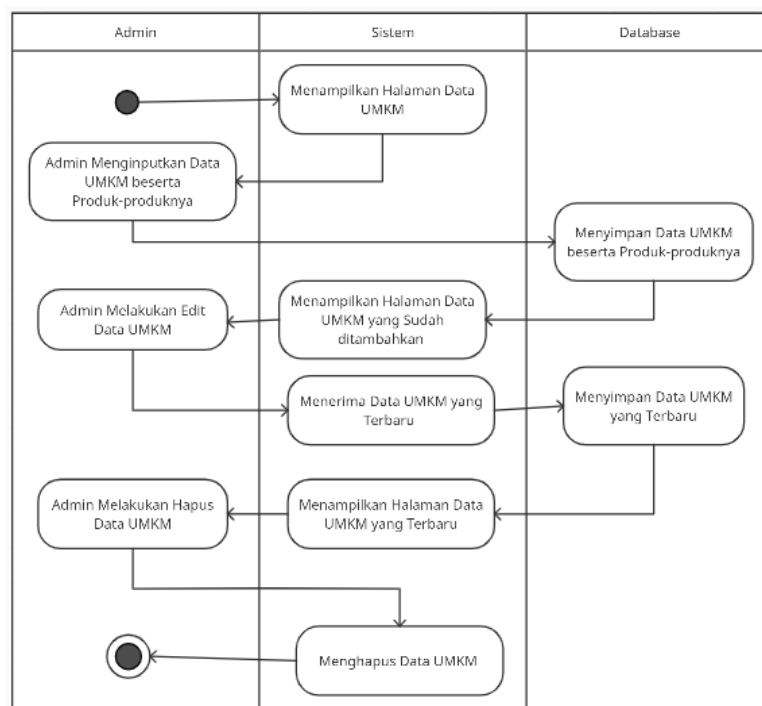 Admin
Sistem
Database
Menampilkan Halaman Data
UMKM
Admin Menginputkan Data
UMKM beserta
Produk-produknya
Menyimpan Data UMKM
beserta Produk-produknya
Menampilkan Halaman Data
UMKM yang Sudah
ditambahkan
Admin Melakukan Edit
Data UMKM
Menerima Data UMKM yang
Terbaru
Menyimpan Data UMKM
yang Terbaru
Menampilkan Halaman Data
UMKM yang Terbaru
Admin Melakukan Hapus
Data UMKM
Menghapus Data UMKM